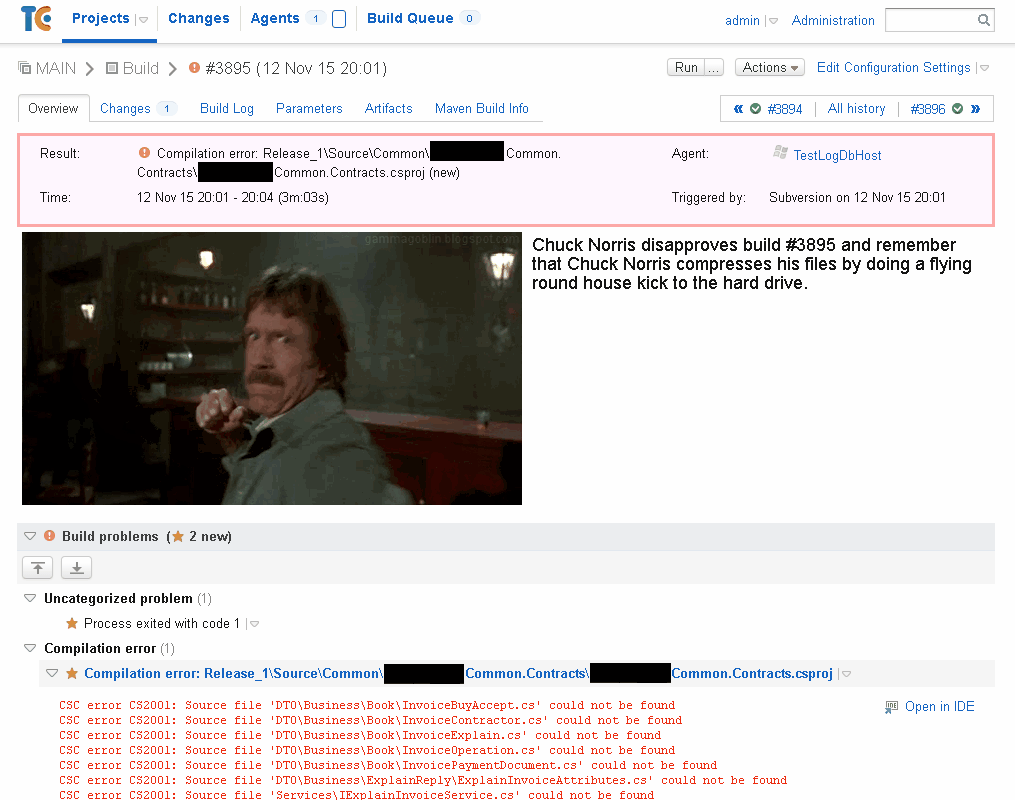 TC Projects Changes Agents 1 Build Queue 0 admin Administration
MAIN Build #3895 (12 Nov 15 20:01) Run ... Actions Edit Configuration Settings
Overview Changes 1 Build Log Parameters Artifacts Maven Build Info « #3894 All history #3896 »
Result: Compilation error: Release_1\Source\Common\ Common. Agent: TestLogDbHost
Contracts\ Common.Contracts.csproj (new)
Time: 12 Nov 15 20:01 - 20:04 (3m:03s) Triggered by: Subversion on 12 Nov 15 20:01
gammagoblin.blogspot.com
Chuck Norris disapproves build #3895 and remember
that Chuck Norris compresses his files by doing a flying
round house kick to the hard drive.
Build problems (★ 2 new)
Uncategorized problem (1)
Process exited with code 1
Compilation error (1)
Compilation error: Release_1\Source\Common\ Common.Contracts\ Common.Contracts.csproj
CSC error CS2001: Source file 'DTO\Business\Book\InvoiceBuyAccept.cs' could not be found IDE Open in IDE
CSC error CS2001: Source file 'DTO\Business\Book\InvoiceContractor.cs' could not be found
CSC error CS2001: Source file 'DTO\Business\Book\InvoiceExplain.cs' could not be found
CSC error CS2001: Source file 'DTO\Business\Book\InvoiceOperation.cs' could not be found
CSC error CS2001: Source file 'DTO\Business\Book\InvoicePaymentDocument.cs' could not be found
CSC error CS2001: Source file 'DTO\Business\ExplainReply\ExplainInvoiceAttributes.cs' could not be found
CSC error CS2001: Source file 'Services\IExplainInvoiceService.cs' could not be found